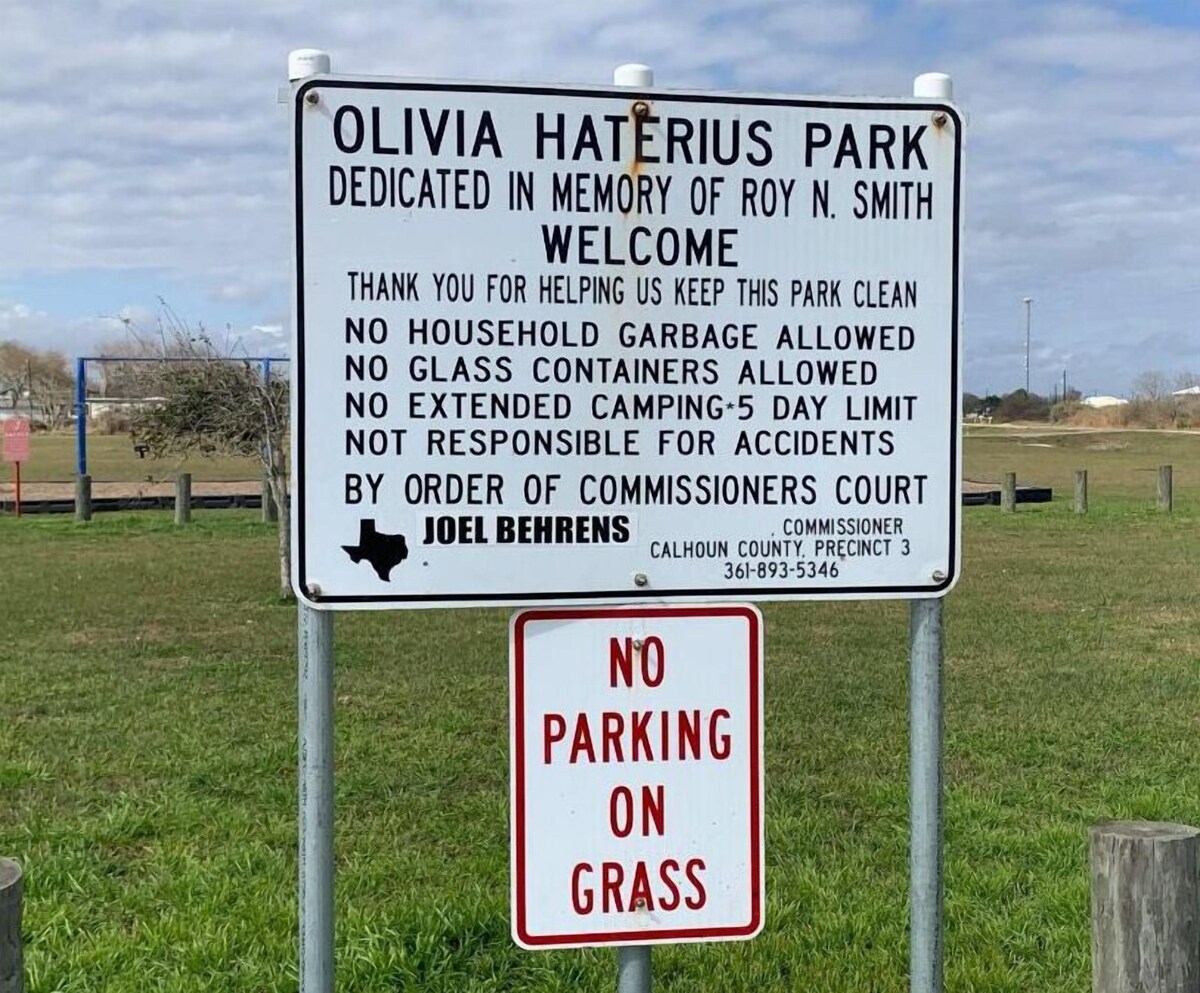 OLIVIA HATERIUS PARK
DEDICATED IN MEMORY OF ROY N. SMITH
WELCOME
THANK YOU FOR HELPING US KEEP THIS PARK CLEAN
NO HOUSEHOLD GARBAGE ALLOWED
NO GLASS CONTAINERS ALLOWED
NO EXTENDED CAMPING*5 DAY LIMIT
NOT RESPONSIBLE FOR ACCIDENTS
BY ORDER OF COMMISSIONERS COURT
JOEL BEHRENS, COMMISSIONER
CALHOUN COUNTY, PRECINCT 3
361-893-5346
NO
PARKING
ON
GRASS